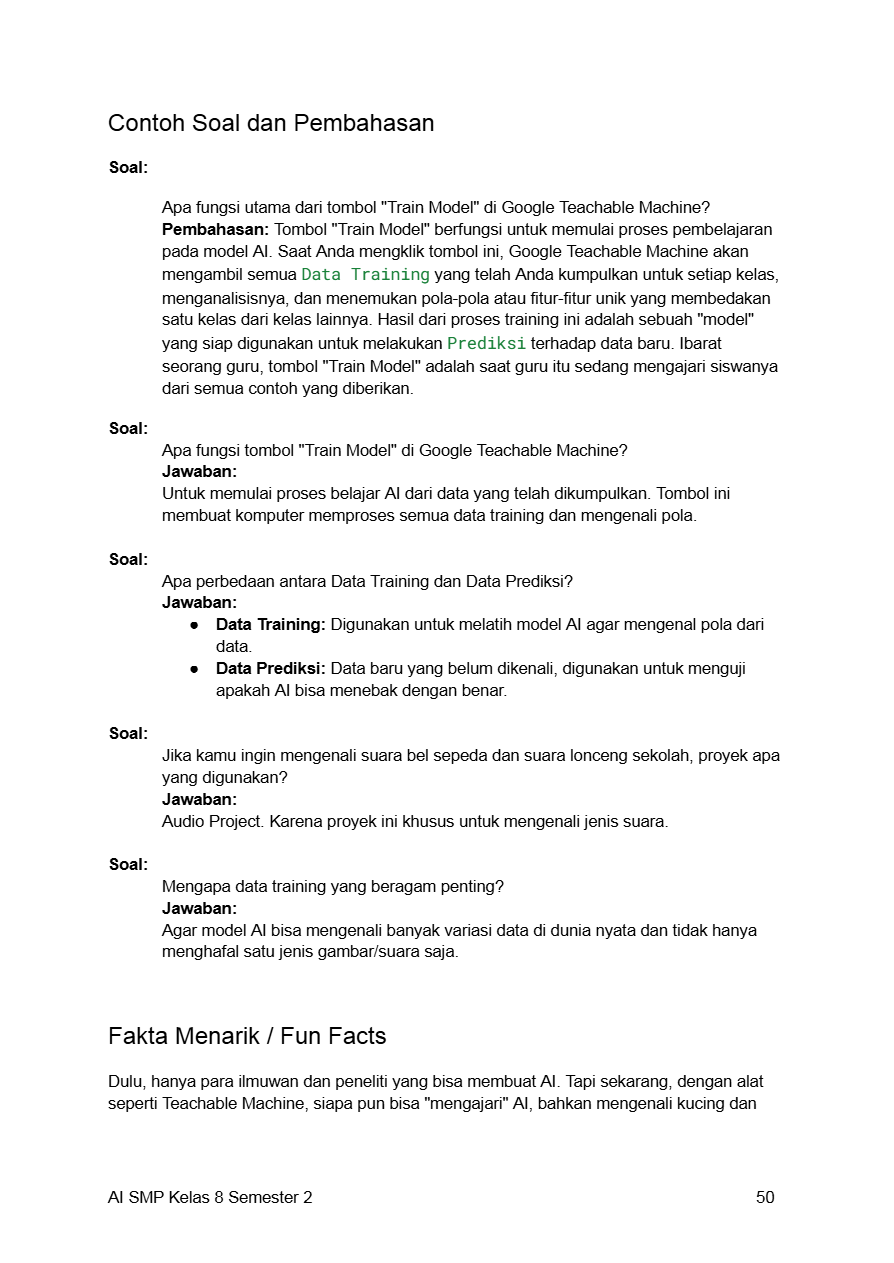 Contoh Soal dan Pembahasan
Soal:
Apa fungsi utama dari tombol "Train Model" di Google Teachable Machine?
Pembahasan: Tombol "Train Model" berfungsi untuk memulai proses pembelajaran
pada model AI. Saat Anda mengklik tombol ini, Google Teachable Machine akan
mengambil semua Data Training yang telah Anda kumpulkan untuk setiap kelas,
menganalisisnya, dan menemukan pola-pola atau fitur-fitur unik yang membedakan
satu kelas dari kelas lainnya. Hasil dari proses training ini adalah sebuah "model"
yang siap digunakan untuk melakukan Prediksi terhadap data baru. Ibarat
seorang guru, tombol "Train Model" adalah saat guru itu sedang mengajari siswanya
dari semua contoh yang diberikan.
Soal:
Apa fungsi tombol "Train Model" di Google Teachable Machine?
Jawaban:
Untuk memulai proses belajar AI dari data yang telah dikumpulkan. Tombol ini
membuat komputer memproses semua data training dan mengenali pola.
Soal:
Apa perbedaan antara Data Training dan Data Prediksi?
Jawaban:
● Data Training: Digunakan untuk melatih model AI agar mengenal pola dari
data.
● Data Prediksi: Data baru yang belum dikenali, digunakan untuk menguji
apakah AI bisa menebak dengan benar.
Soal:
Jika kamu ingin mengenali suara bel sepeda dan suara lonceng sekolah, proyek apa
yang digunakan?
Jawaban:
Audio Project. Karena proyek ini khusus untuk mengenali jenis suara.
Soal:
Mengapa data training yang beragam penting?
Jawaban:
Agar model AI bisa mengenali banyak variasi data di dunia nyata dan tidak hanya
menghafal satu jenis gambar/suara saja.
Fakta Menarik / Fun Facts
Dulu, hanya para ilmuwan dan peneliti yang bisa membuat AI. Tapi sekarang, dengan alat
seperti Teachable Machine, siapa pun bisa "mengajari" AI, bahkan mengenali kucing dan
AI SMP Kelas 8 Semester 2 50